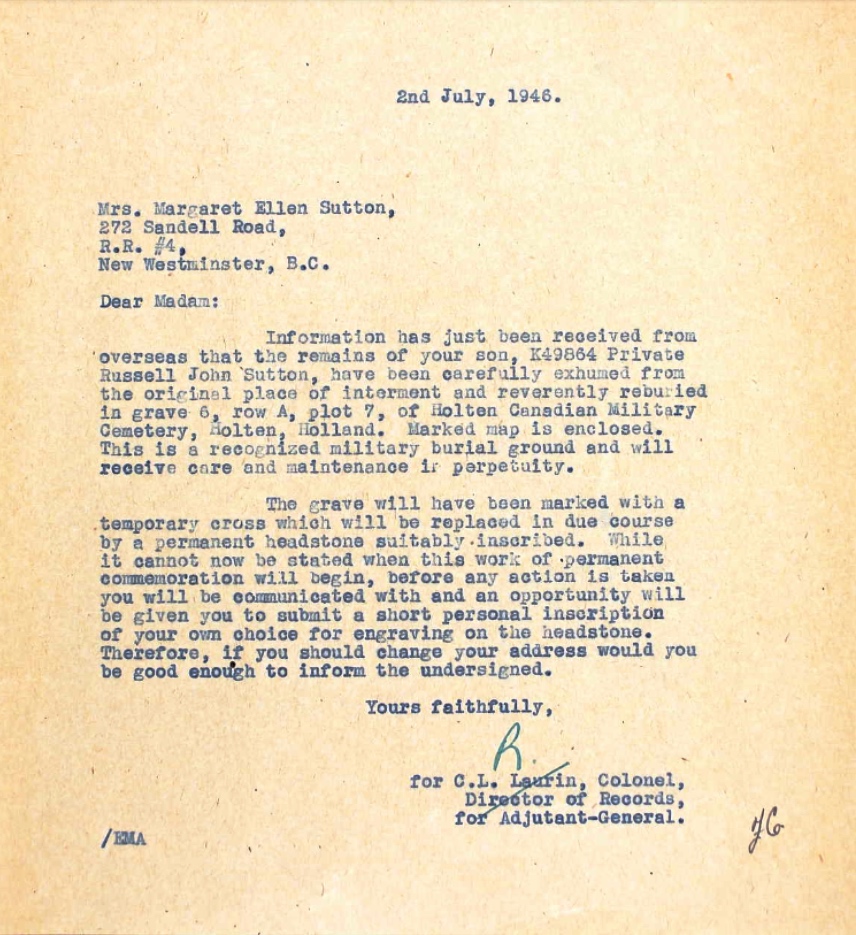 2nd July, 1946.
Mrs. Margaret Ellen Sutton,
272 Sandell Road,
R.R. #4,
New Westminster, B.C.
Dear Madam:
Information has just been received from
overseas that the remains of your son, K49864 Private
Russell John Sutton, have been carefully exhumed from
the original place of interment and reverently reburied
in grave 6, row A, plot 7, of Holten Canadian Military
Cemetery, Holten, Holland. Marked map is enclosed.
This is a recognized military burial ground and will
receive care and maintenance in perpetuity.
The grave will have been marked with a
temporary cross which will be replaced in due course
by a permanent headstone suitably inscribed. While
it cannot now be stated when this work of permanent
commemoration will begin, before any action is taken
you will be communicated with and an opportunity will
be given you to submit a short personal inscription
of your own choice for engraving on the headstone.
Therefore, if you should change your address would you
be good enough to inform the undersigned.
Yours faithfully,
R.
for C.L. Laurin, Colonel,
Director of Records,
for Adjutant-General.
/EMA